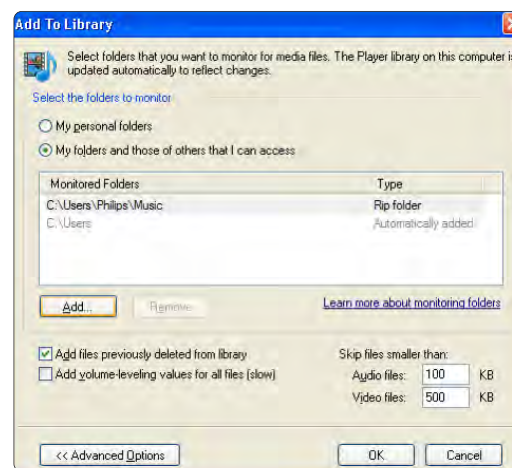 Add To Library
Select folders that you want to monitor for media files. The Player library on this computer is
updated automatically to reflect changes.
Select the folders to monitor
My personal folders
My folders and those of others that I can access
Monitored Folders Type
C:\Users\Philips\Music Rip folder
C:\Users Automatically added
Add... Remove Learn more about monitoring folders
Add files previously deleted from library Skip files smaller than:
Add volume-leveling values for all files (slow) Audio files: 100 KB
Video files: 500 KB
<< Advanced Options OK Cancel